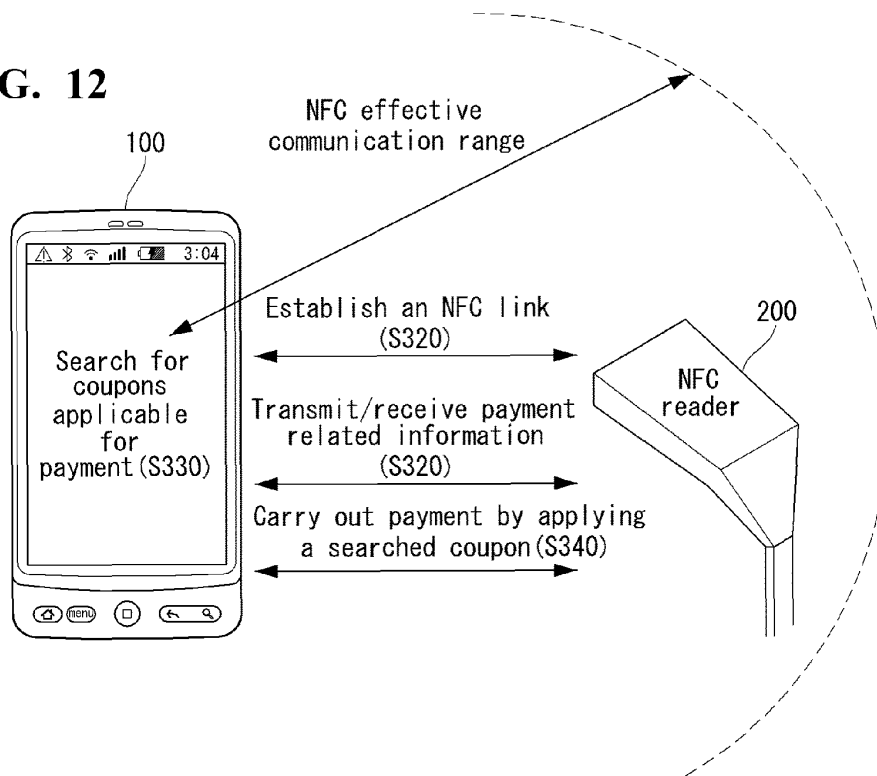 G. 12
NFC effective
communication range
100
3:04
Establish an NFC link
(S320)
200
Search for
coupons
applicable
for
payment(S330)
NFC
reader
Transmit/receive payment
related information
(S320)
Carry out payment by applying
a searched coupon(S340)
menu